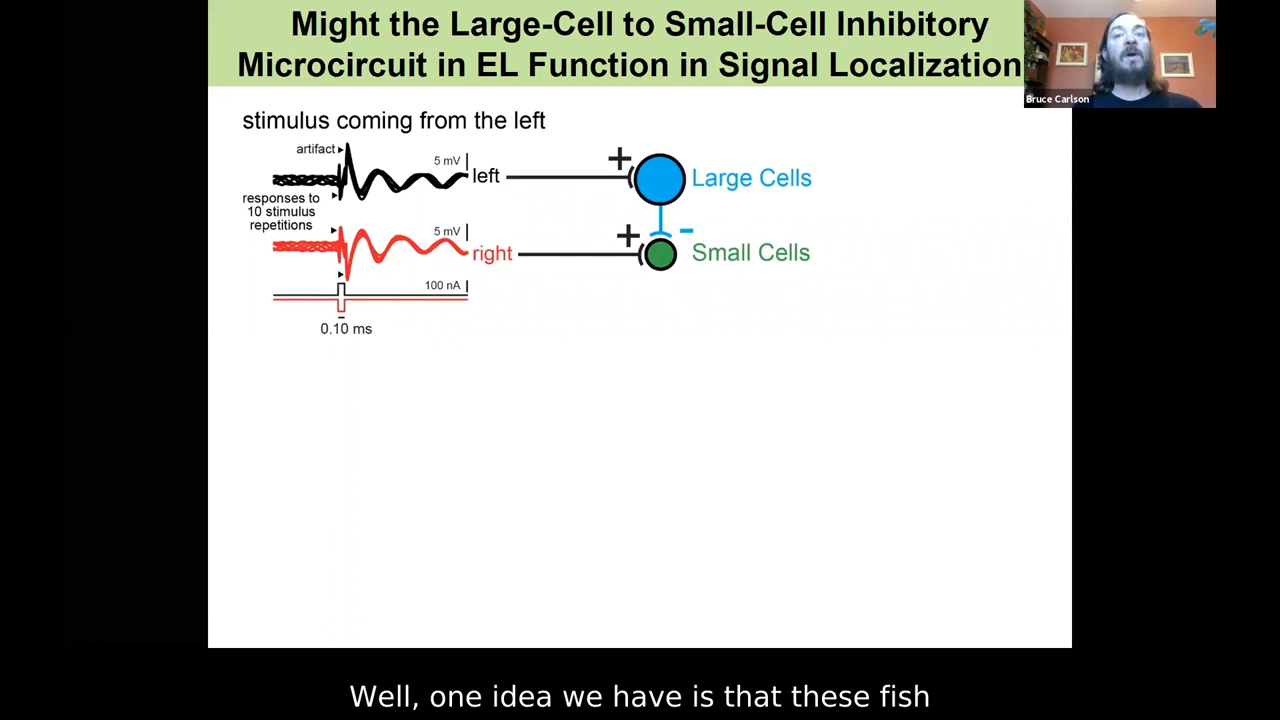 Might the Large-Cell to Small-Cell Inhibitory
Microcircuit in EL Function in Signal Localization
Bruce Carlson
stimulus coming from the left
artifact
5 mV
left
+
Large Cells
responses to
10 stimulus
repetitions
-
5 mV
right
+
Small Cells
100 nA
0.10 ms
Well, one idea we have is that these fish